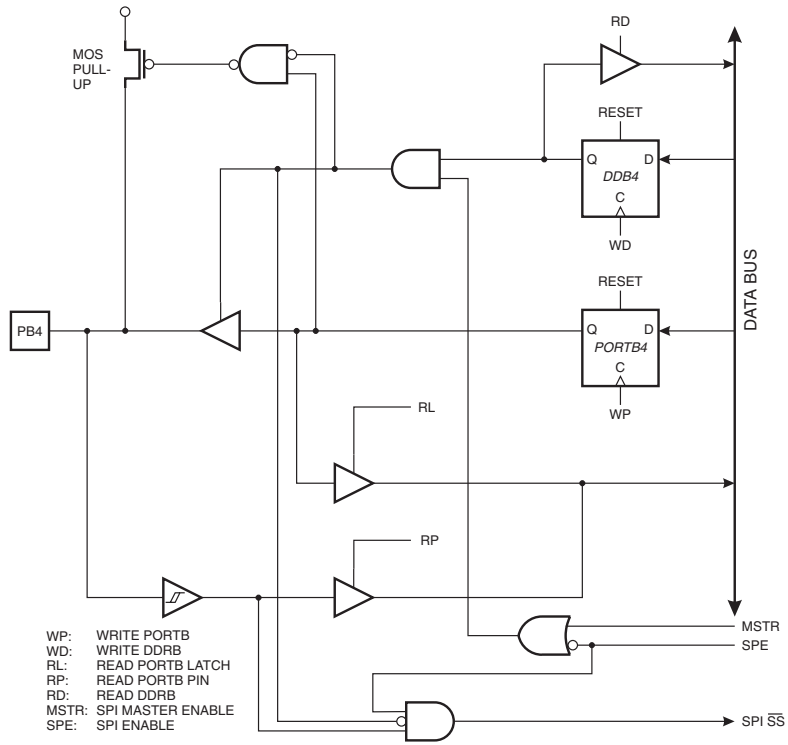 RD
MOS
PULL-
UP
RESET
Q D
DDB4
C
WD
RESET
DATA BUS
PB4
Q D
PORTB4
C
WP
RL
RP
WP: WRITE PORTB
WD: WRITE DDRB
RL: READ PORTB LATCH
RP: READ PORTB PIN
RD: READ DDRB
MSTR: SPI MASTER ENABLE
SPE: SPI ENABLE
MSTR
SPE
SPI S̅S̅